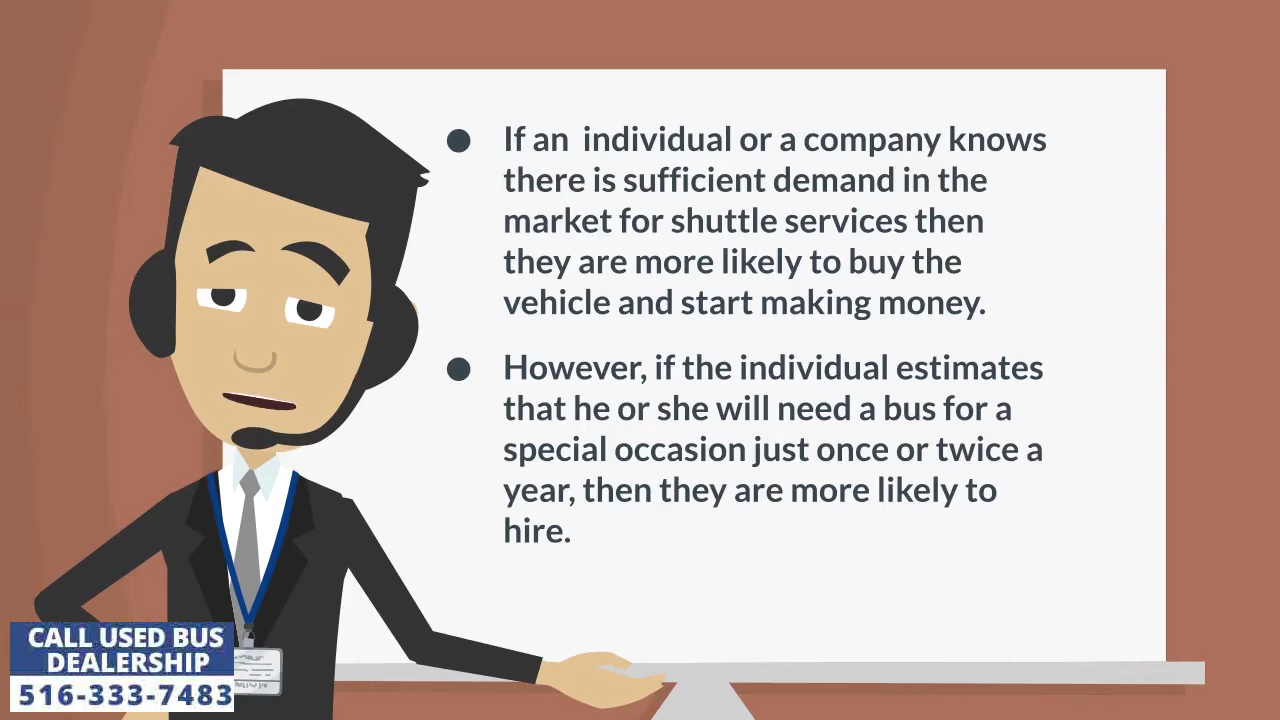 If an  individual or a company knows
there is sufficient demand in the
market for shuttle services then
they are more likely to buy the
vehicle and start making money.
However, if the individual estimates
that he or she will need a bus for a
special occasion just once or twice a
year, then they are more likely to
hire.
CALL USED BUS
DEALERSHIP
516-333-7483